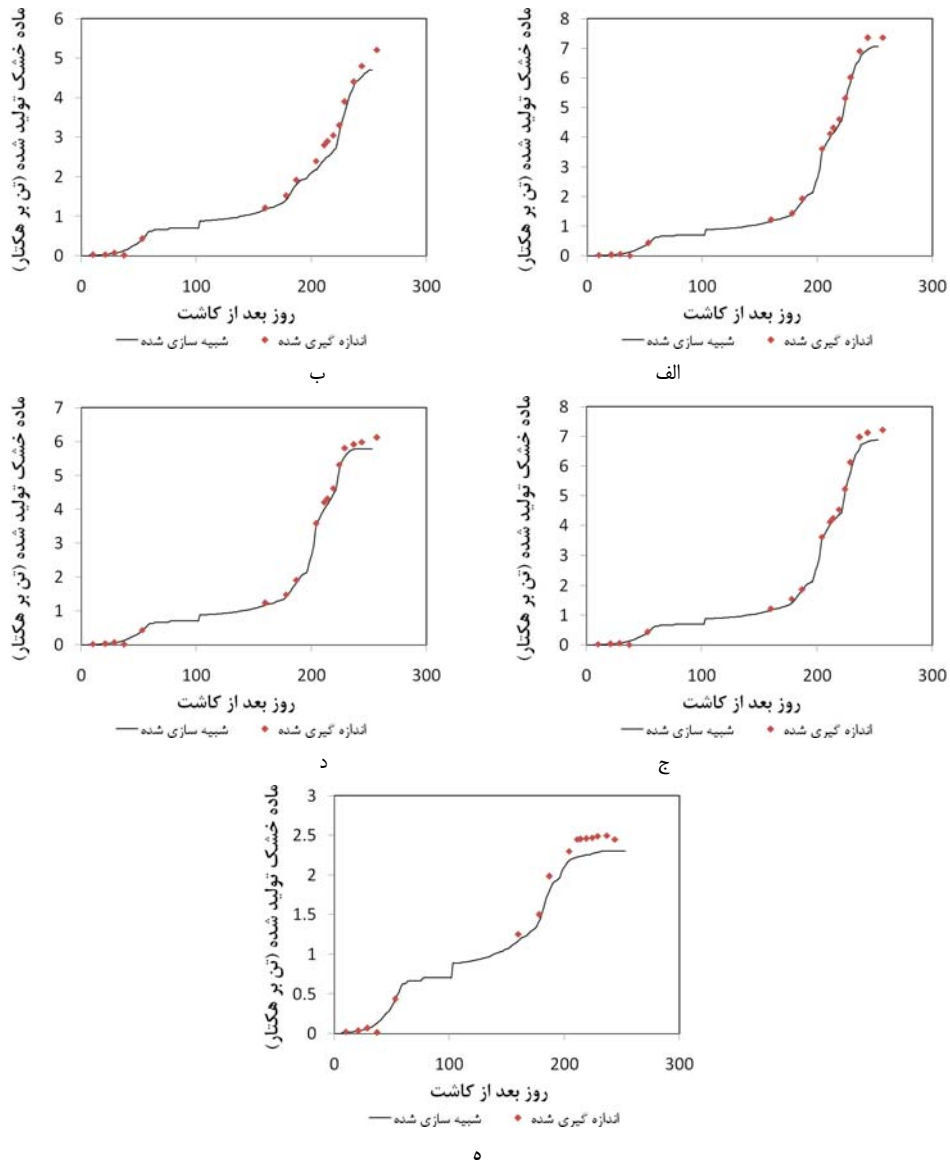 ماده خشک تولید شده (تن بر هکتار)
8
7
6
5
4
3
2
1
0
0 100 200 300
روز بعد از کاشت
اندازه گیری شده شبیه سازی شده
الف
ماده خشک تولید شده (تن بر هکتار)
6
5
4
3
2
1
0
0 100 200 300
روز بعد از کاشت
اندازه گیری شده شبیه سازی شده
ب
ماده خشک تولید شده (تن بر هکتار)
8
7
6
5
4
3
2
1
0
0 100 200 300
روز بعد از کاشت
اندازه گیری شده شبیه سازی شده
ج
ماده خشک تولید شده (تن بر هکتار)
7
6
5
4
3
2
1
0
0 100 200 300
روز بعد از کاشت
اندازه گیری شده شبیه سازی شده
د
ماده خشک تولید شده (تن بر هکتار)
3
2.5
2
1.5
1
0.5
0
0 100 200 300
روز بعد از کاشت
اندازه گیری شده شبیه سازی شده
ه